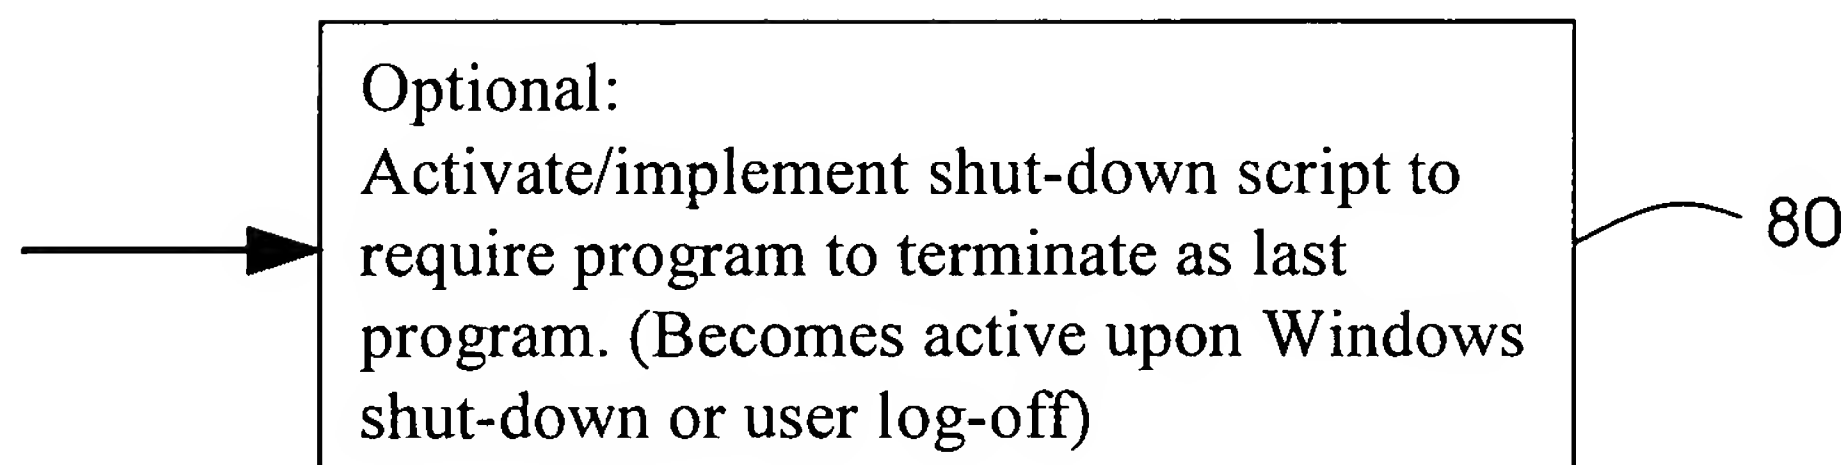 Optional:
Activate/implement shut-down script to
require program to terminate as last
program. (Becomes active upon Windows
shut-down or user log-off)
80